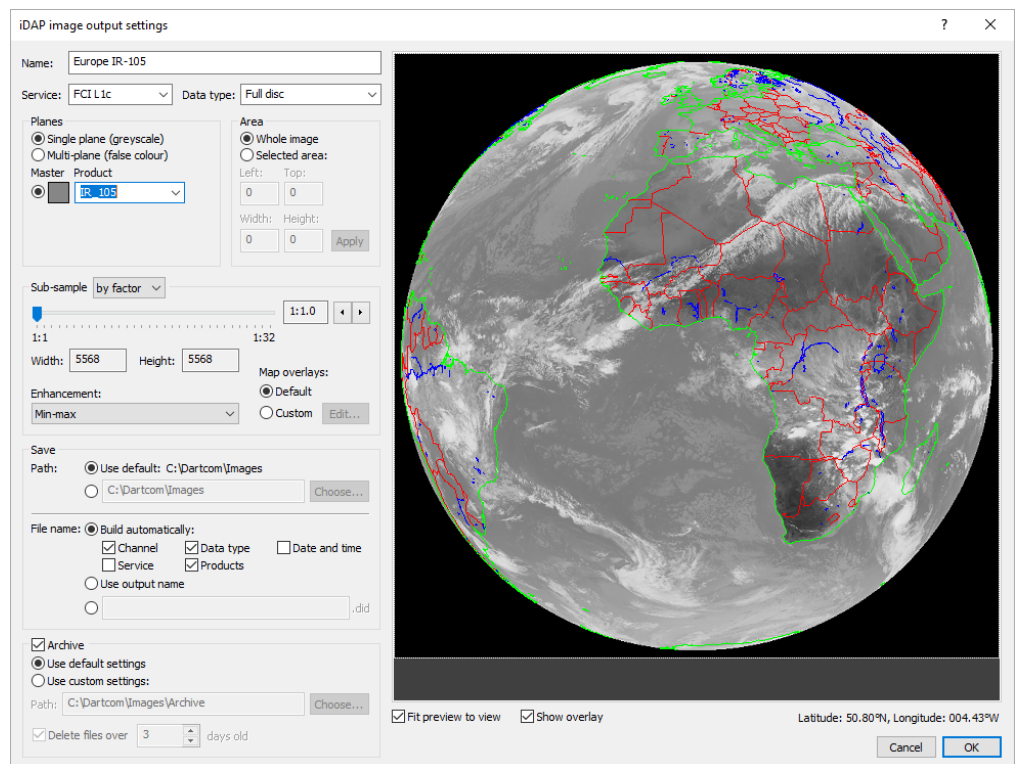 iDAP image output settings
?
Name: Europe IR-105
Service: FCI L1c Data type: Full disc
Planes
Single plane (greyscale)
Multi-plane (false colour)
Master Product
IR_105
Area
Whole image
Selected area:
Left: Top:
0 0
Width: Height:
0 0 Apply
Sub-sample by factor
1:1.0
1:1 1:32
Width: 5568 Height: 5568
Enhancement:
Min-max
Map overlays:
Default
Custom Edit...
Save
Path: Use default: C:\Dartcom\Images
C:\Dartcom\Images Choose...
File name: Build automatically:
Channel Data type Date and time
Service Products
Use output name
.did
Archive
Use default settings
Use custom settings:
Path: C:\Dartcom\Images\Archive Choose...
Delete files over 3 days old
Fit preview to view Show overlay Latitude: 50.80°N, Longitude: 004.43°W
Cancel OK